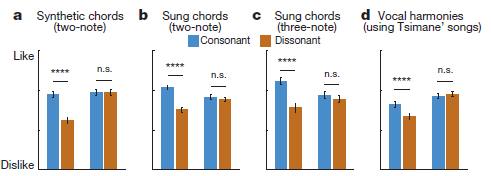 a Synthetic chords
(two-note)
b Sung chords
(two-note)
c Sung chords
(three-note)
d Vocal harmonies
(using Tsimane' songs)
Consonant Dissonant
Like
Dislike
**** n.s.
**** n.s.
**** n.s.
**** n.s.